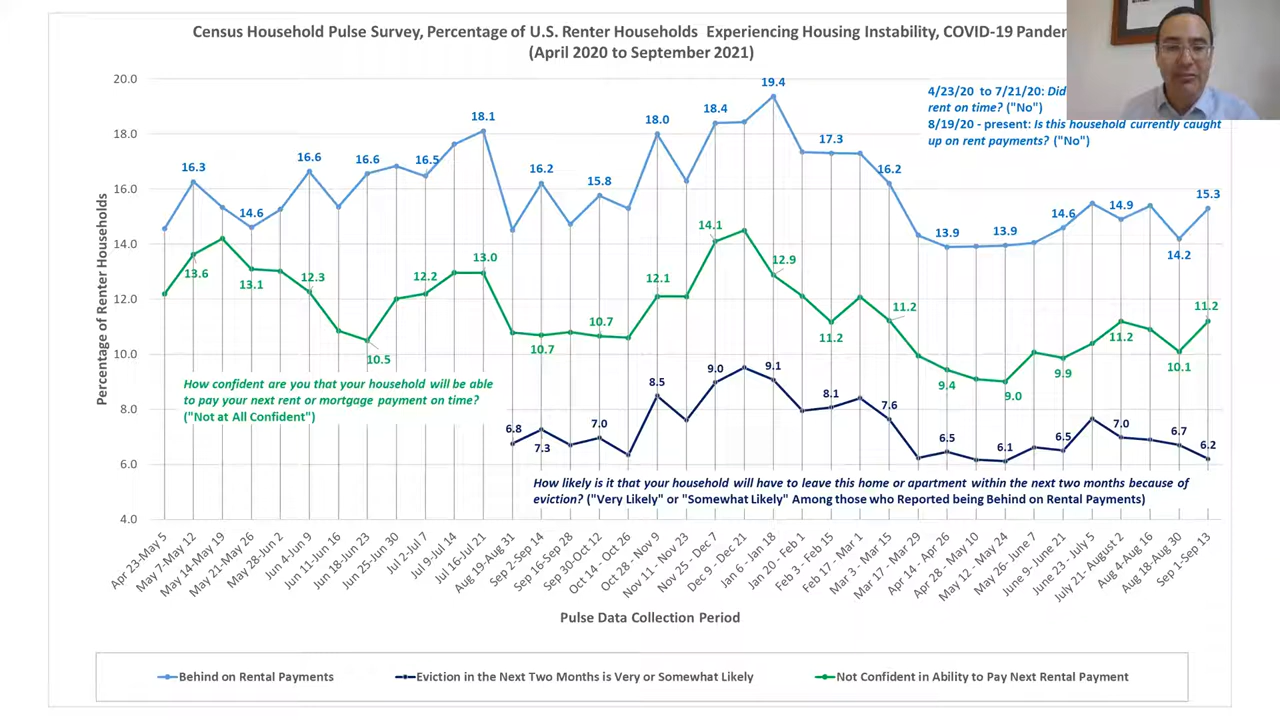 Census Household Pulse Survey, Percentage of U.S. Renter Households Experiencing Housing Instability, COVID-19
(April 2020 to September 2021)
4/23/20 to 7/21/20:
rent on time? ("No")
8/19/20 - present: Is this household currently caught
up on rent payments? ("No")
Percentage of Renter Households
20.0
18.0
16.0
14.0
12.0
10.0
8.0
6.0
4.0
16.3
14.6
16.6
16.6
16.5
18.1
16.2
15.8
18.0
18.4
19.4
17.3
16.2
13.9
13.9
14.6
14.9
14.2
15.3
13.6
13.1
12.3
10.5
12.2
13.0
10.7
10.7
12.1
14.1
12.9
11.2
11.2
9.4
9.0
9.9
11.2
10.1
11.2
How confident are you that your household will be able
to pay your next rent or mortgage payment on time?
("Not at All Confident")
6.8
7.3
7.0
8.5
9.0
9.1
8.1
7.6
6.5
6.1
6.5
7.0
6.7
6.2
How likely is it that your household will have to leave this home or apartment within the next two months because of
eviction? ("Very Likely" or "Somewhat Likely" Among those who Reported being Behind on Rental Payments)
Apr 23-May 5
May 7-May 12
May 14-May 19
May 21-May 26
May 28-Jun 2
Jun 4-Jun 9
Jun 11-Jun 16
Jun 18-Jun 23
Jun 25-Jun 30
Jul 2-Jul 7
Jul 9-Jul 14
Jul 16-Jul 21
Aug 19-Aug 31
Sep 2-Sep 14
Sep 16-Sep 28
Sep 30-Oct 12
Oct 14 - Oct 26
Oct 28 - Nov 9
Nov 11 - Nov 23
Nov 25 - Dec 7
Dec 9 - Dec 21
Jan 6 -Jan 18
Jan 20 - Feb 1
Feb 3 - Feb 15
Feb 17 - Mar 1
Mar 3 - Mar 15
Mar 17 - Mar 29
Apr 14 - Apr 26
Apr 28 - May 10
May 12 - May 24
May 26 -June 7
June 9- June 21
June 23 - July 5
July 21- August 2
Aug 4-Aug 16
Aug 18-Aug 30
Sep 1-Sep 13
Pulse Data Collection Period
Behind on Rental Payments
Eviction in the Next Two Months is Very or Somewhat Likely
Not Confident in Ability to Pay Next Rental Payment